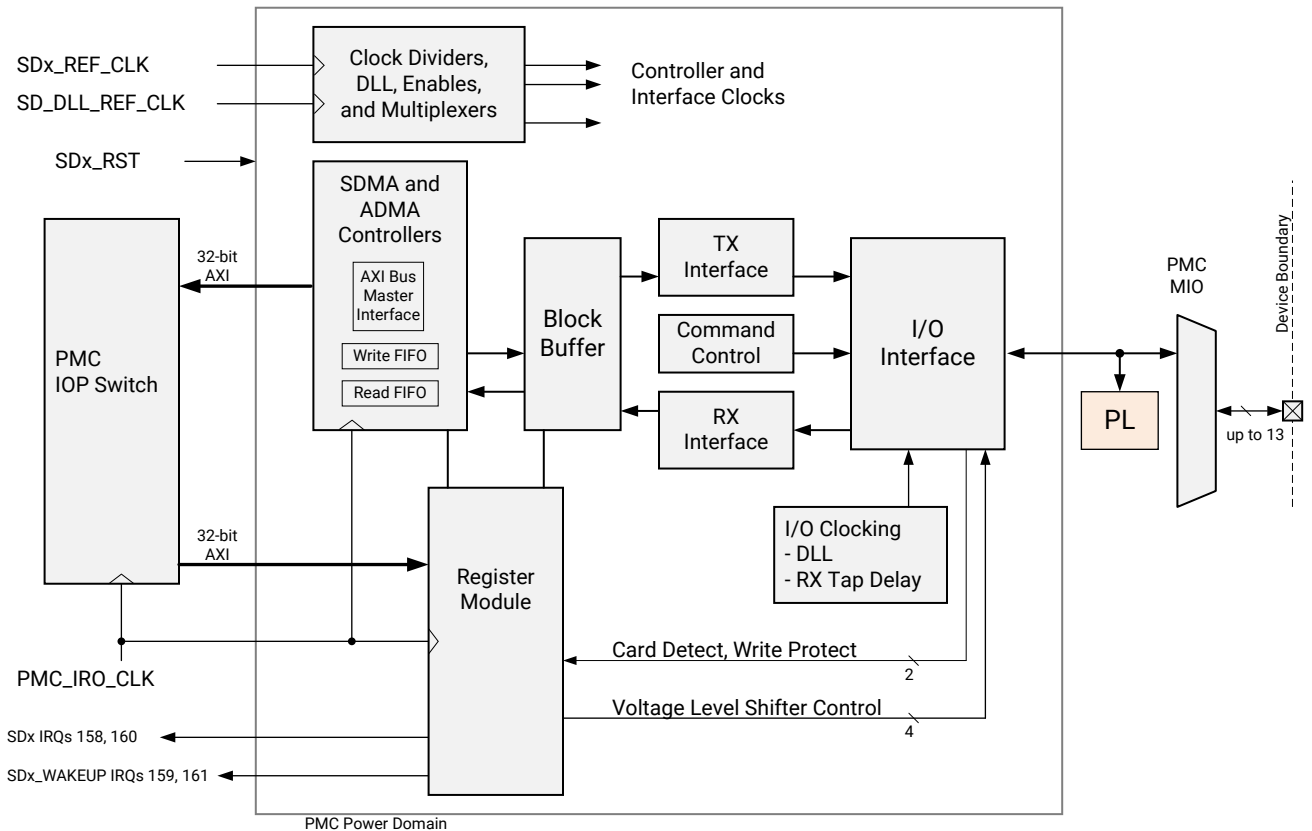 SDx_REF_CLK
SD_DLL_REF_CLK
SDx_RST
Clock Dividers,
DLL, Enables,
and Multiplexers
Controller and
Interface Clocks
SDMA and
ADMA
Controllers
AXI Bus
Master
Interface
Write FIFO
Read FIFO
32-bit
AXI
PMC
IOP Switch
Block
Buffer
TX
Interface
Command
Control
RX
Interface
I/O
Interface
PMC
MIO
Device Boundary
PL
up to 13
I/O Clocking
- DLL
- RX Tap Delay
32-bit
AXI
Register
Module
Card Detect, Write Protect
2
Voltage Level Shifter Control
4
PMC_IRO_CLK
SDx IRQs 158, 160
SDx_WAKEUP IRQs 159, 161
PMC Power Domain